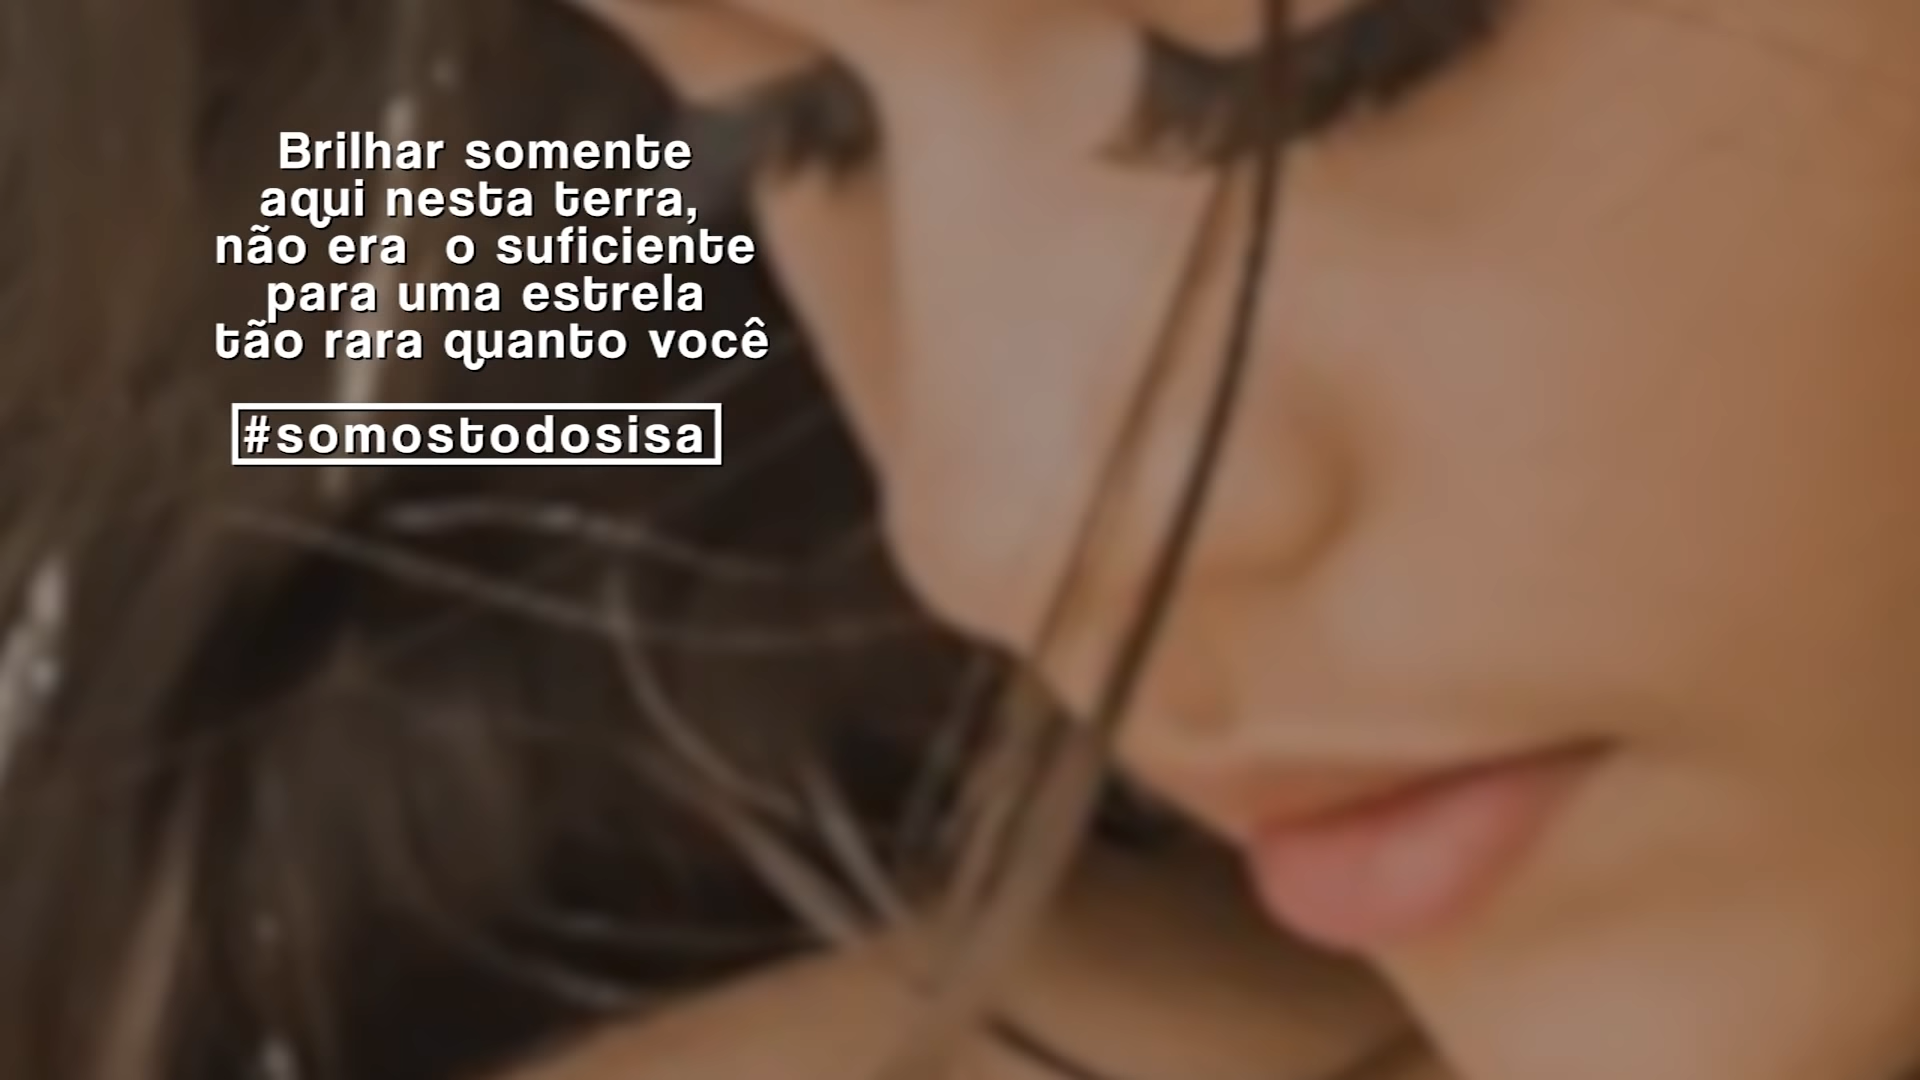 Brilhar somente
aqui nesta terra,
não era o suficiente
para uma estrela
tão rara quanto você
#somostodosisa